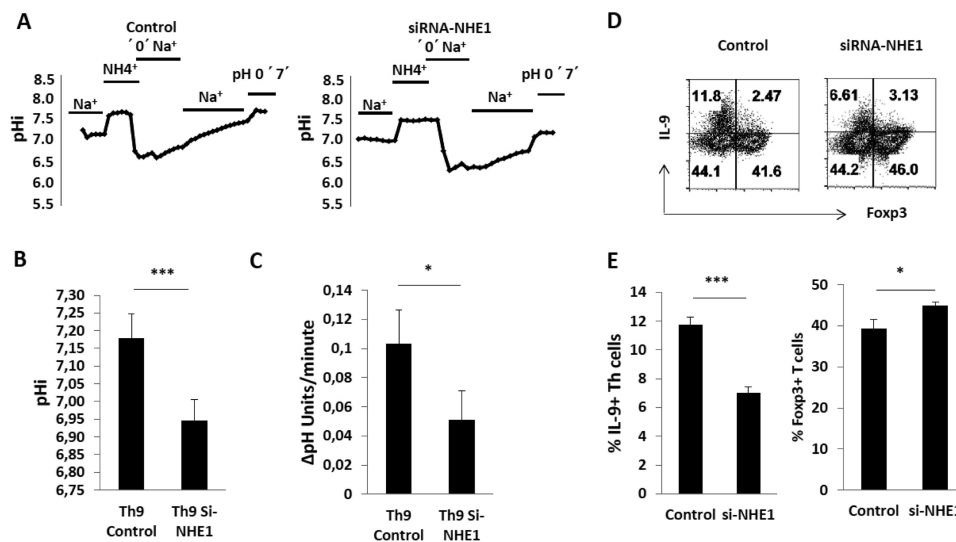 A
Control
´ 0´ Na⁺
NH4⁺
Na⁺
Na⁺
pH 0 ´ 7´
pHi
8.5
8.0
7.5
7.0
6.5
6.0
5.5
siRNA-NHE1
´0´ Na⁺
NH4⁺
Na⁺
Na⁺
pH 0 ´ 7´
pHi
8.5
8.0
7.5
7.0
6.5
6.0
5.5
D
Control
siRNA-NHE1
11.8 2.47
44.1 41.6
6.61 3.13
44.2 46.0
IL-9
Foxp3
B
***
pHi
7,30
7,25
7,20
7,15
7,10
7,05
7,00
6,95
6,90
6,85
6,80
6,75
Th9
Control
Th9 Si-
NHE1
C
*
ΔpH Units/minute
0,14
0,12
0,1
0,08
0,06
0,04
0,02
0
Th9
Control
Th9 Si-
NHE1
E
***
% IL-9+ Th cells
14
12
10
8
6
4
2
0
Control si-NHE1
*
% Foxp3+ T cells
50
40
30
20
10
0
Control si-NHE1